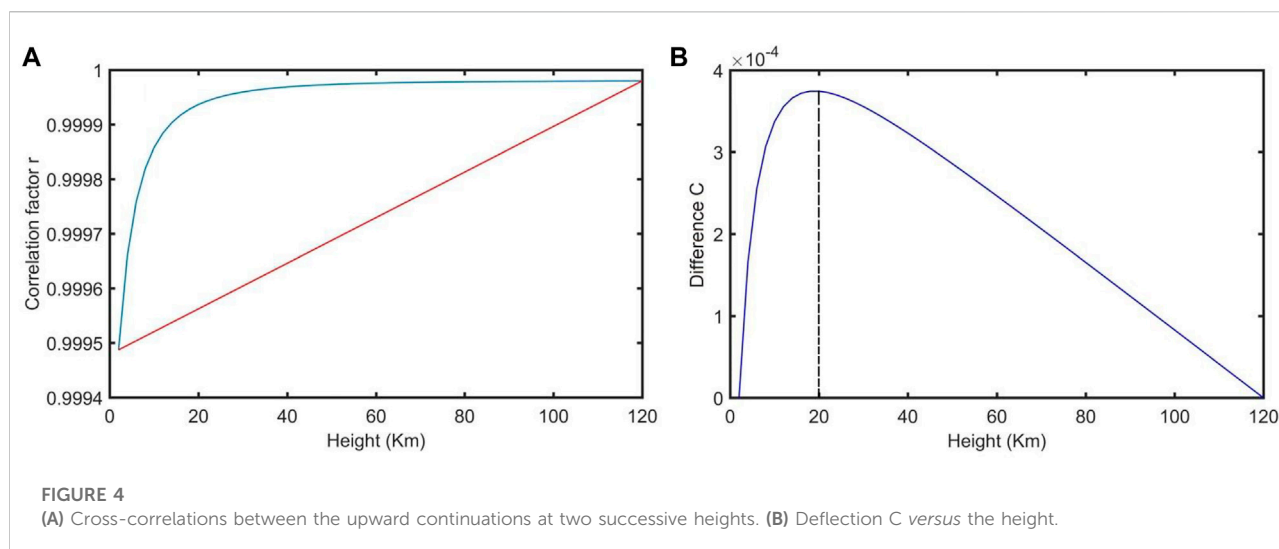 A
1
0.9999
0.9998
0.9997
0.9996
0.9995
0.9994
Correlation factor r
0 20 40 60 80 100 120
Height (Km)
B
×10-4
4
3
2
1
0
Difference C
0 20 40 60 80 100 120
Height (Km)
FIGURE 4
(A) Cross-correlations between the upward continuations at two successive heights. (B) Deflection C versus the height.